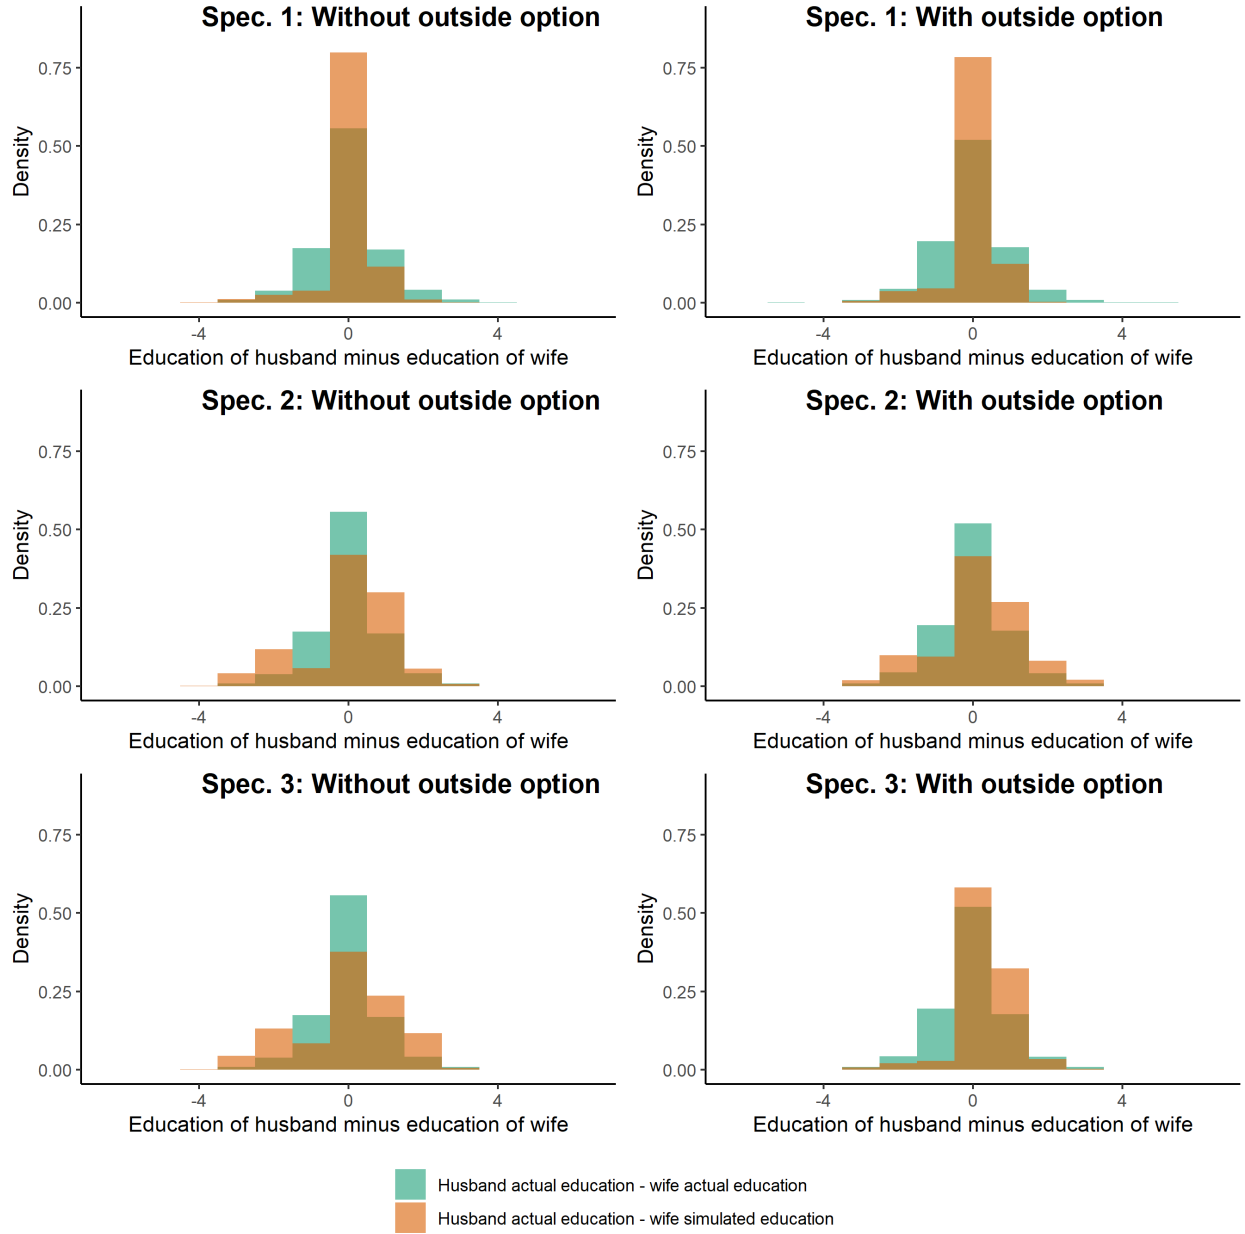 Spec. 1: Without outside option
Density
0.75
0.50
0.25
0.00
-4 0 4
Education of husband minus education of wife
Spec. 1: With outside option
Density
0.75
0.50
0.25
0.00
-4 0 4
Education of husband minus education of wife
Spec. 2: Without outside option
Density
0.75
0.50
0.25
0.00
-4 0 4
Education of husband minus education of wife
Spec. 2: With outside option
Density
0.75
0.50
0.25
0.00
-4 0 4
Education of husband minus education of wife
Spec. 3: Without outside option
Density
0.75
0.50
0.25
0.00
-4 0 4
Education of husband minus education of wife
Spec. 3: With outside option
Density
0.75
0.50
0.25
0.00
-4 0 4
Education of husband minus education of wife
Husband actual education - wife actual education
Husband actual education - wife simulated education